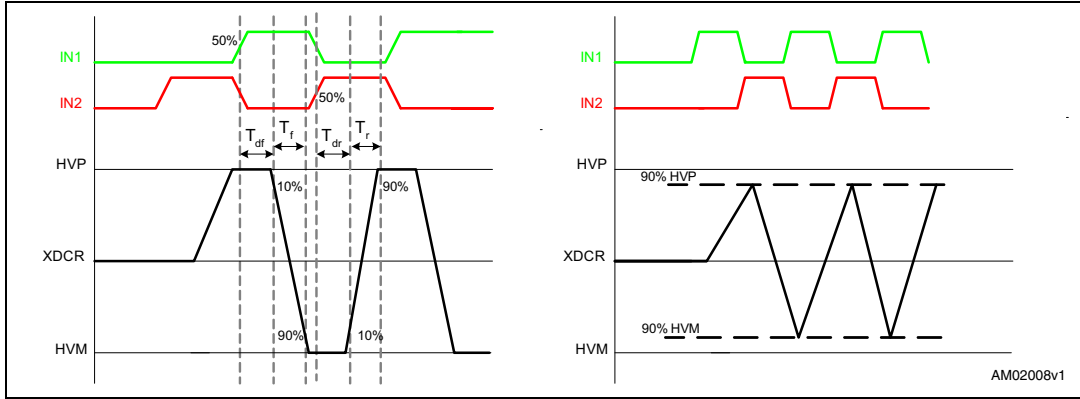 50%
IN1
IN2
50%
Tdf
Tf
Tdr
Tr
HVP
10%
90%
XDCR
90%
10%
HVM
IN1
IN2
HVP
90% HVP
XDCR
90% HVM
HVM
AM02008v1